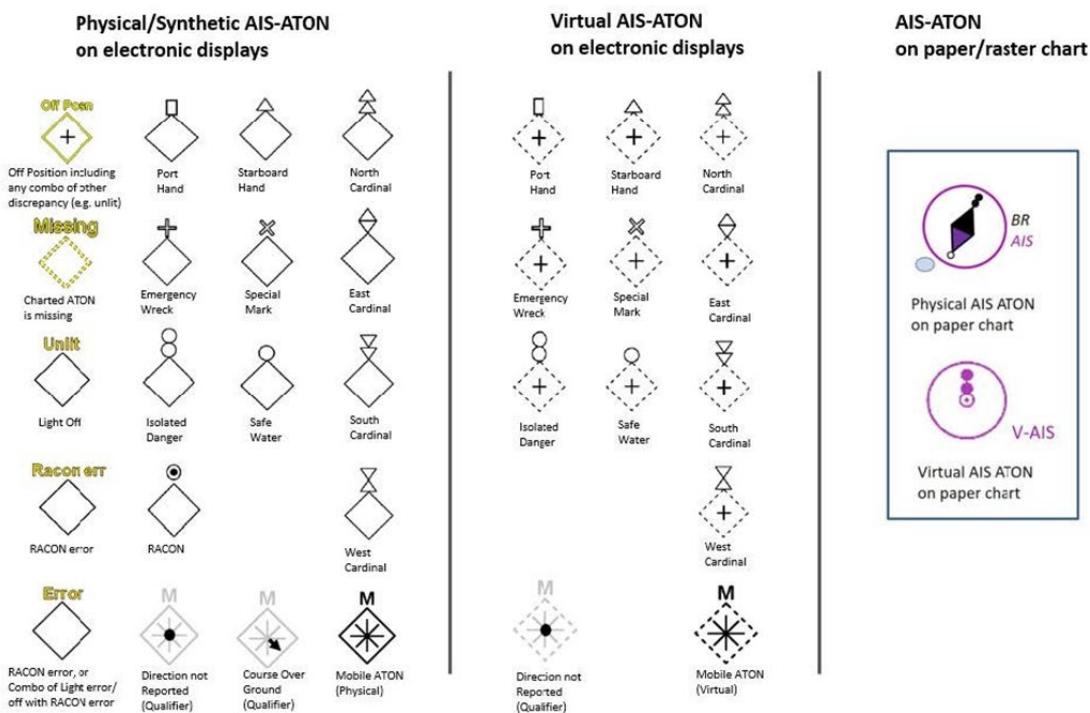 Physical/Synthetic AIS-ATON
on electronic displays
Virtual AIS-ATON
on electronic displays
AIS-ATON
on paper/raster chart
Off Posn
Off Position including
any combo of other
discrepancy (e.g. unlit)
Port
Hand
Starboard
Hand
North
Cardinal
Port
Hand
Starboard
Hand
North
Cardinal
Missing
Charted ATON
is missing
Emergency
Wreck
Special
Mark
East
Cardinal
Emergency
Wreck
Special
Mark
East
Cardinal
BR
AIS
Physical AIS ATON
on paper chart
Unlit
Light Off
Isolated
Danger
Safe
Water
South
Cardinal
Isolated
Danger
Safe
Water
South
Cardinal
V-AIS
Virtual AIS ATON
on paper chart
Racon err
RACON error
RACON
West
Cardinal
West
Cardinal
Error
RACON error, or
Combo of Light error/
off with RACON error
M
Direction not
Reported
(Qualifier)
M
Course Over
Ground
(Qualifier)
M
Mobile ATON
(Physical)
M
Direction not
Reported
(Qualifier)
M
Mobile ATON
(Virtual)